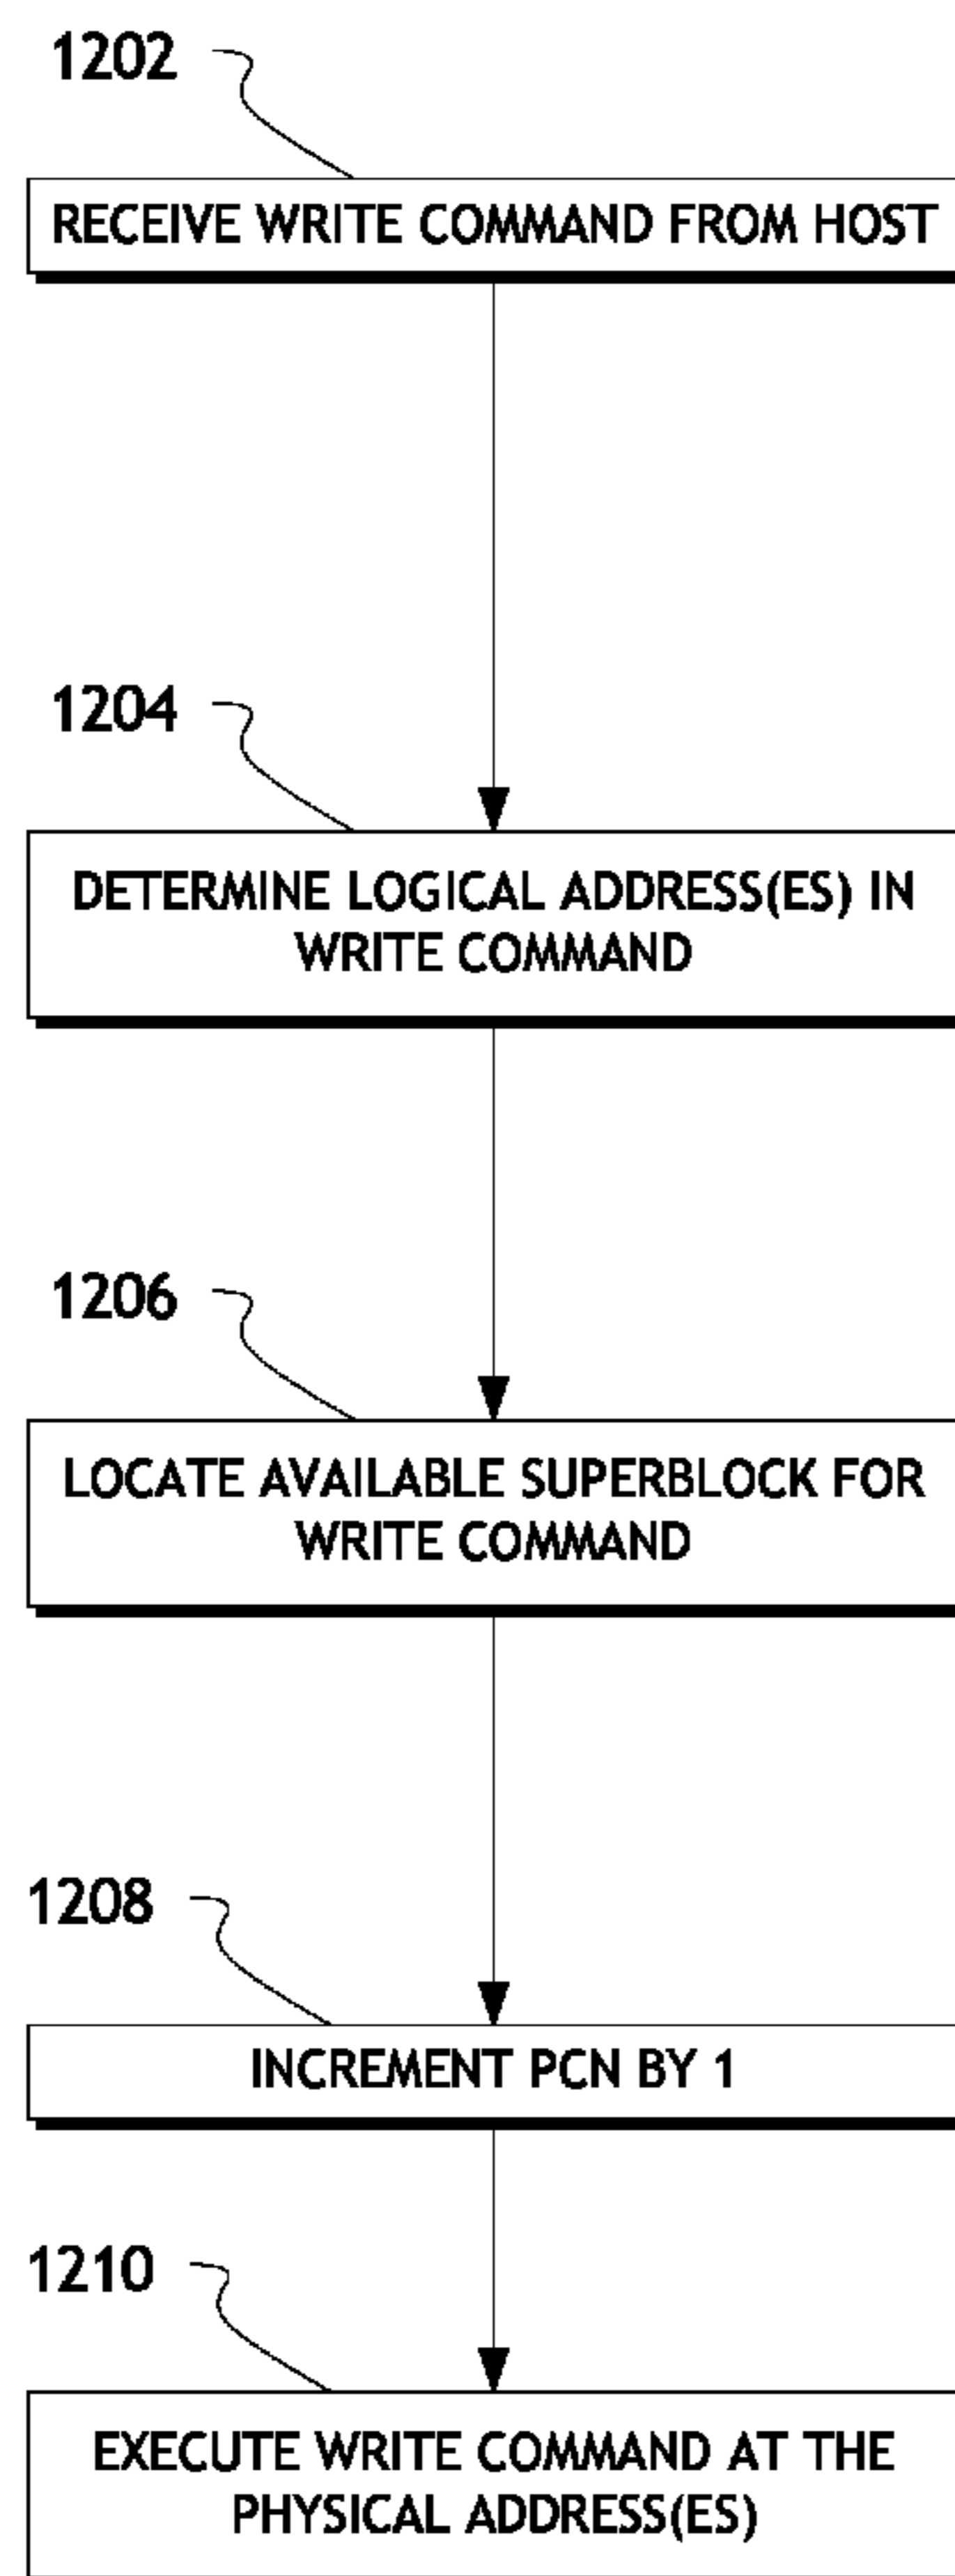 1202
RECEIVE WRITE COMMAND FROM HOST
1204
DETERMINE LOGICAL ADDRESS(ES) IN
WRITE COMMAND
1206
LOCATE AVAILABLE SUPERBLOCK FOR
WRITE COMMAND
1208
INCREMENT PCN BY 1
1210
EXECUTE WRITE COMMAND AT THE
PHYSICAL ADDRESS(ES)